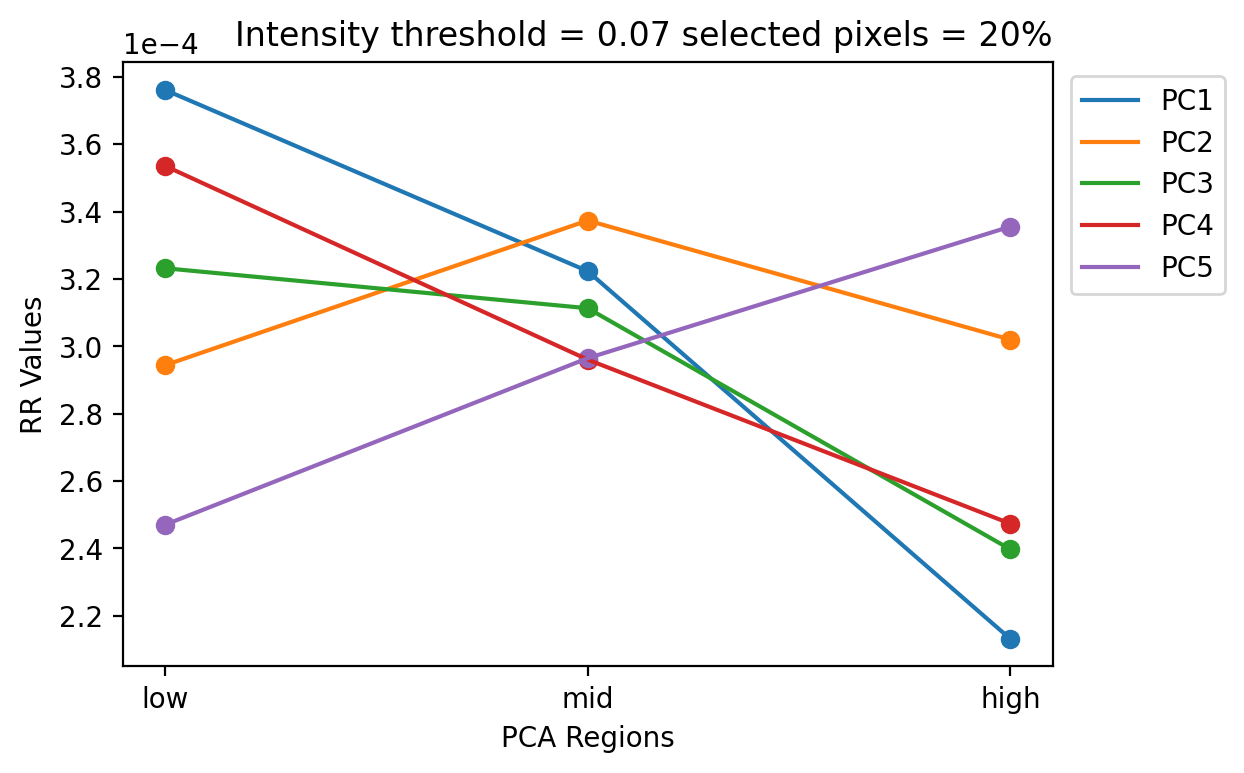 Intensity threshold = 0.07 selected pixels = 20%
1e−4
3.8
3.6
3.4
3.2
3.0
2.8
2.6
2.4
2.2
RR Values
low
mid
high
PCA Regions
PC1
PC2
PC3
PC4
PC5